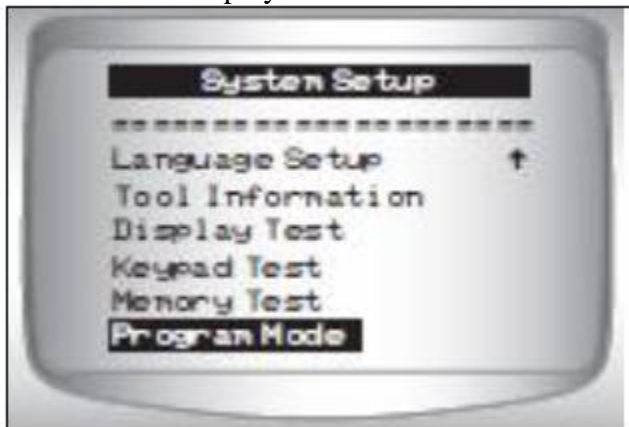 System Setup
----------------------
Language Setup ↑
Tool Information
Display Test
Keypad Test
Memory Test
Program Mode